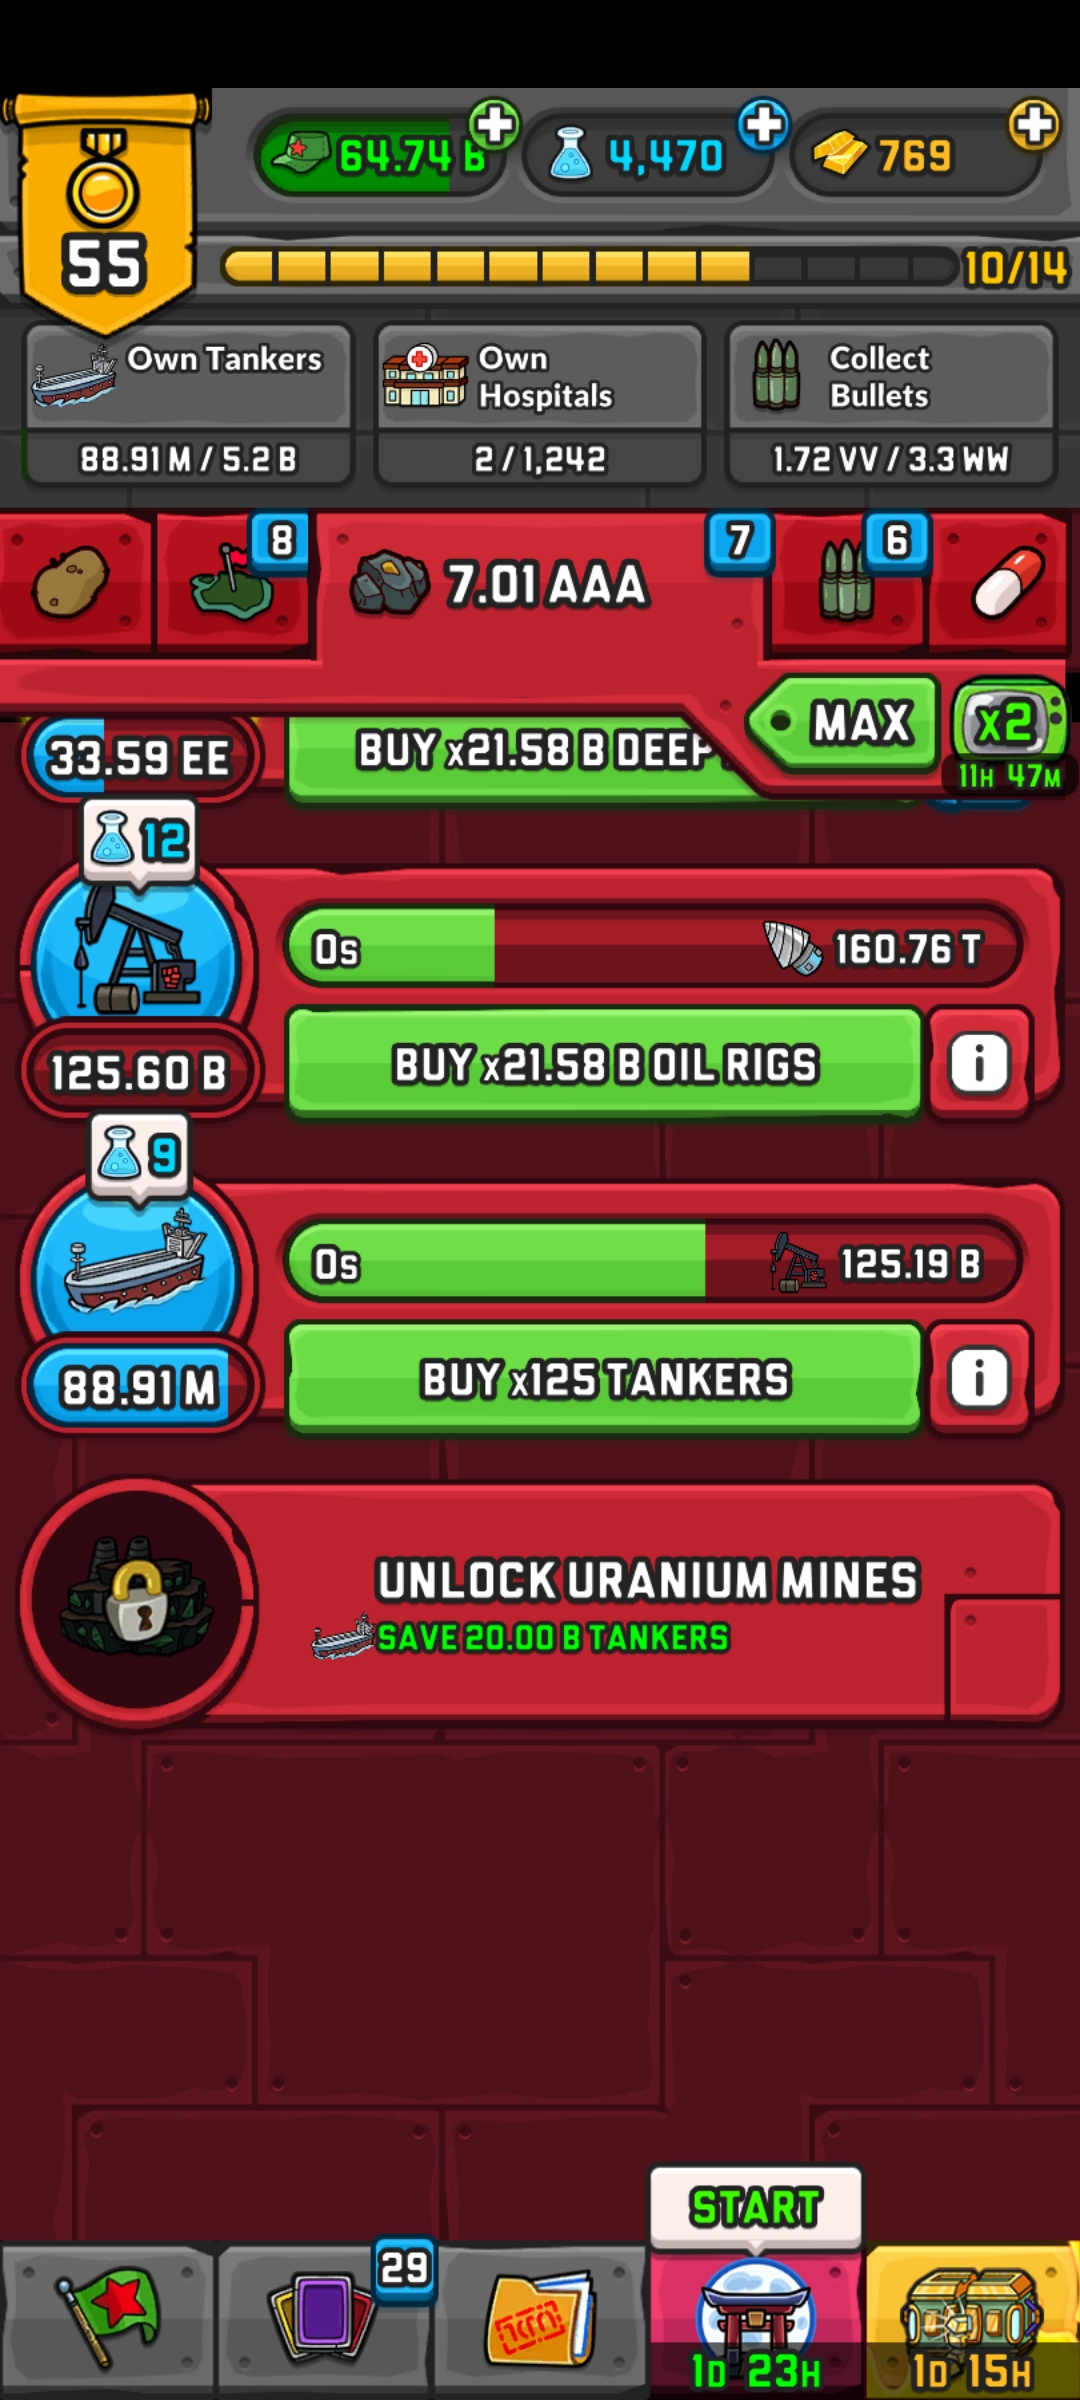 64.74 B
4,470
769
55
10/14
Own Tankers
88.91 M / 5.2 B
Own
Hospitals
2 / 1,242
Collect
Bullets
1.72 VV / 3.3 WW
8
7.01 AAA
7
6
MAX
x2
11H 47M
33.59 EE
BUY x21.58 B DEEP
12
0s
160.76 T
125.60 B
BUY x21.58 B OIL RIGS
i
9
0s
125.19 B
88.91 M
BUY x125 TANKERS
i
UNLOCK URANIUM MINES
SAVE 20.00 B TANKERS
START
29
1D 23H
1D 15H